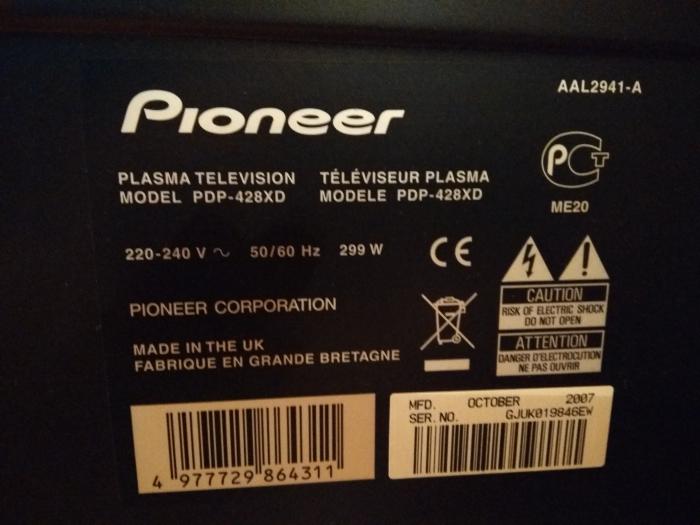 AAL2941-A
Pioneer
PLASMA TELEVISION TÉLÉVISEUR PLASMA
MODEL PDP-428XD MODELE PDP-428XD
PCT
ME20
220-240 V ~ 50/60 Hz 299 W
CE
PIONEER CORPORATION
CAUTION
RISK OF ELECTRIC SHOCK
DO NOT OPEN
MADE IN THE UK
FABRIQUE EN GRANDE BRETAGNE
ATTENTION
DANGER D'ELECTROCUTION
NE PAS OUVRIR
MFD. OCTOBER 2007
SER. NO. GJUK019846EW
4 977729 864311